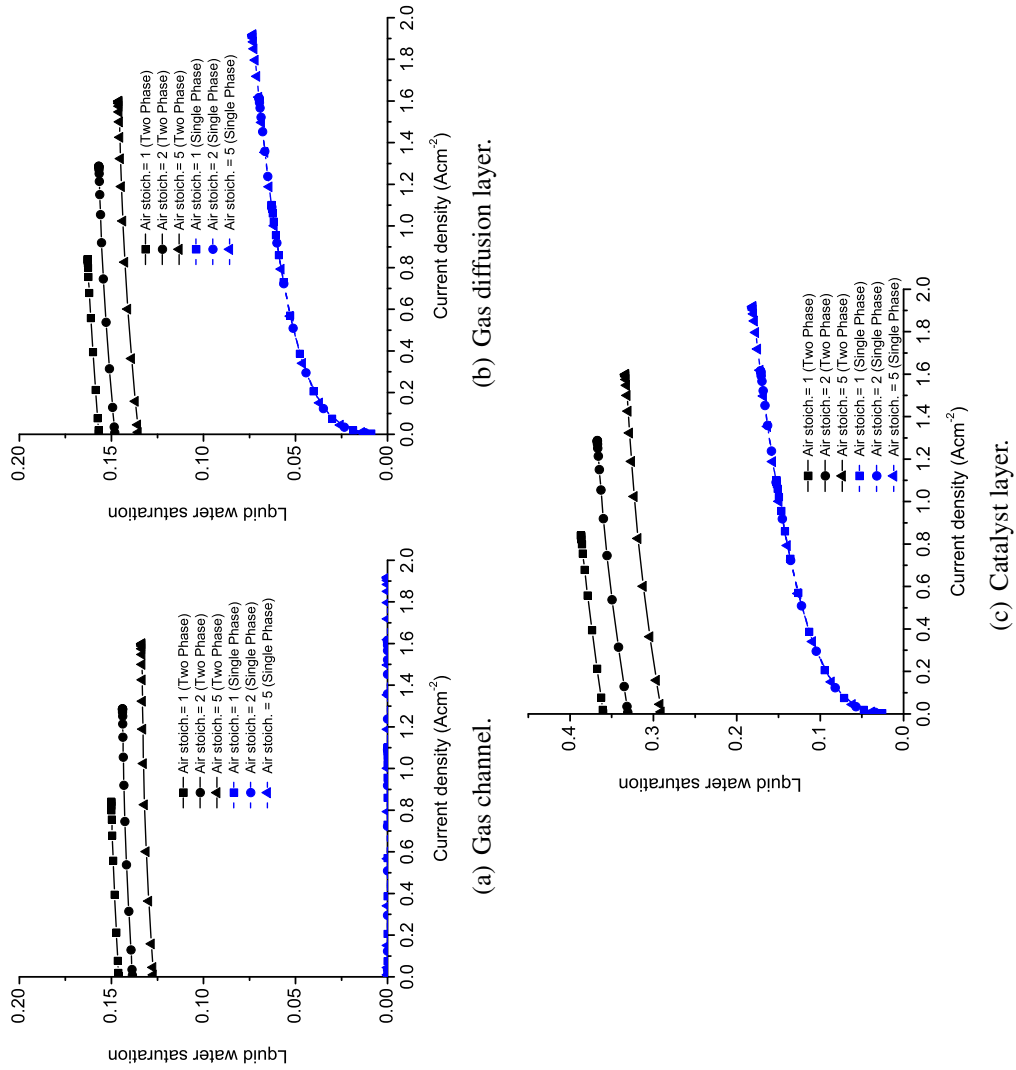 0.20
0.15
0.10
0.05
0.00
Lquid water saturation
Air stoich.= 1 (Two Phase)
Air stoich.= 2 (Two Phase)
Air stoich.= 5 (Two Phase)
Air stoich.= 1 (Single Phase)
Air stoich.= 2 (Single Phase)
Air stoich. = 5 (Single Phase)
0.0 0.2 0.4 0.6 0.8 1.0 1.2 1.4 1.6 1.8 2.0
Current density (Acm⁻²)
(a) Gas channel.
0.20
0.15
0.10
0.05
0.00
Lquid water saturation
Air stoich.= 1 (Two Phase)
Air stoich.= 2 (Two Phase)
Air stoich.= 5 (Two Phase)
Air stoich.= 1 (Single Phase)
Air stoich.= 2 (Single Phase)
Air stoich. = 5 (Single Phase)
0.0 0.2 0.4 0.6 0.8 1.0 1.2 1.4 1.6 1.8 2.0
Current density (Acm⁻²)
(b) Gas diffusion layer.
0.4
0.3
0.2
0.1
0.0
Lquid water saturation
Air stoich.= 1 (Two Phase)
Air stoich.= 2 (Two Phase)
Air stoich.= 5 (Two Phase)
Air stoich.= 1 (Single Phase)
Air stoich.= 2 (Single Phase)
Air stoich. = 5 (Single Phase)
0.0 0.2 0.4 0.6 0.8 1.0 1.2 1.4 1.6 1.8 2.0
Current density (Acm⁻²)
(c) Catalyst layer.